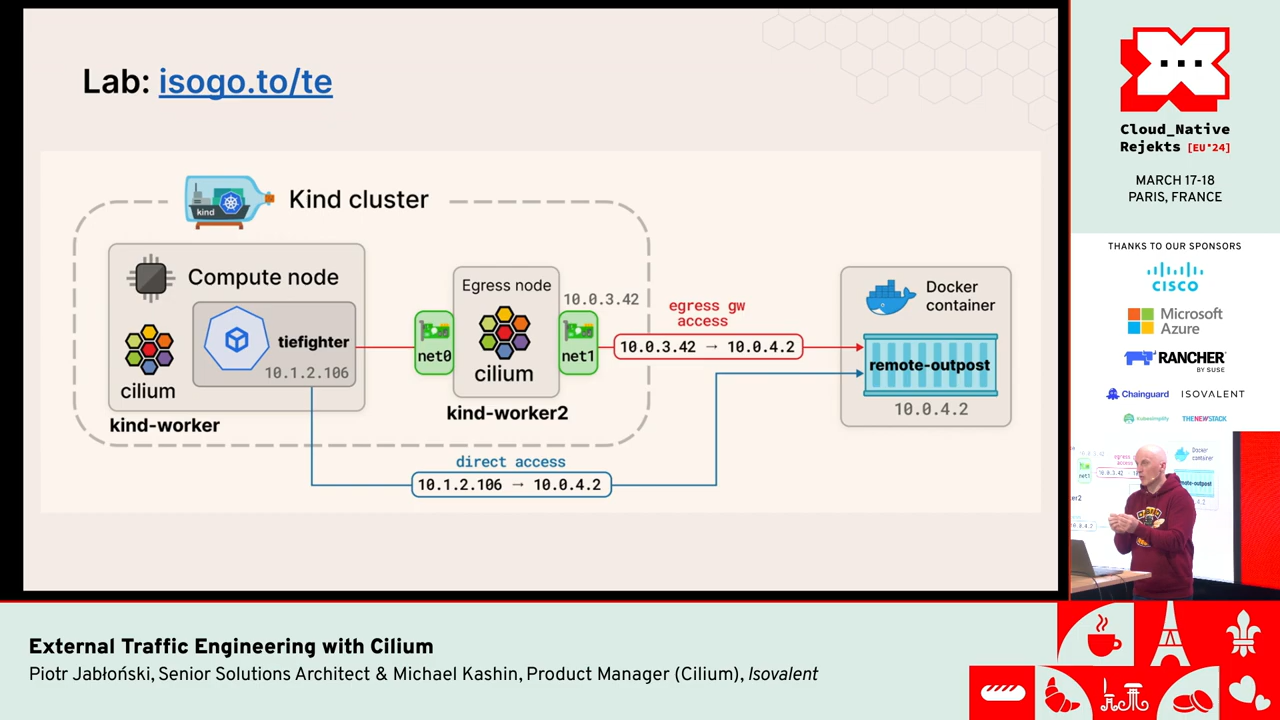 Lab: isogo.to/te
kind
Kind cluster
Compute node
cilium
tiefighter
10.1.2.106
kind-worker
net0
Egress node
cilium
kind-worker2
10.0.3.42
net1
egress gw
access
10.0.3.42 → 10.0.4.2
direct access
10.1.2.106 → 10.0.4.2
Docker
container
remote-outpost
10.0.4.2
Cloud_Native
Rejekts [EU'24]
MARCH 17-18
PARIS, FRANCE
THANKS TO OUR SPONSORS
CISCO
Microsoft
Azure
RANCHER
BY SUSE
Chainguard
ISOVALENT
kubesimplify
THENEWSTACK
External Traffic Engineering with Cilium
Piotr Jabłoński, Senior Solutions Architect & Michael Kashin, Product Manager (Cilium), Isovalent